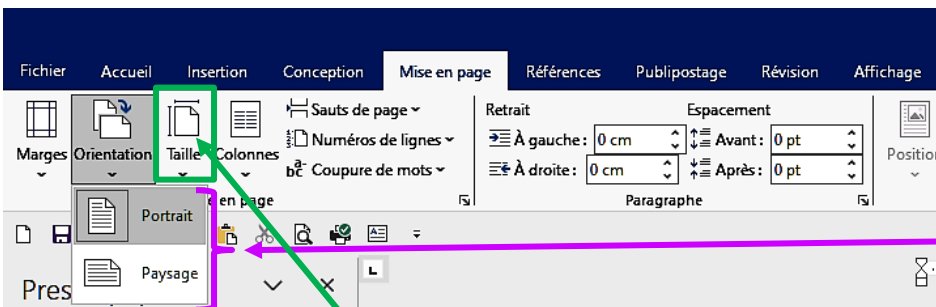 Fichier Accueil Insertion Conception Mise en page Références Publipostage Révision Affichage
Marges Orientation Taille Colonnes
Sauts de page
Numéros de lignes
Coupure de mots
Retrait Espacement
À gauche : 0 cm Avant : 0 pt
À droite : 0 cm Après : 0 pt
en page Paragraphe
Portrait
Paysage